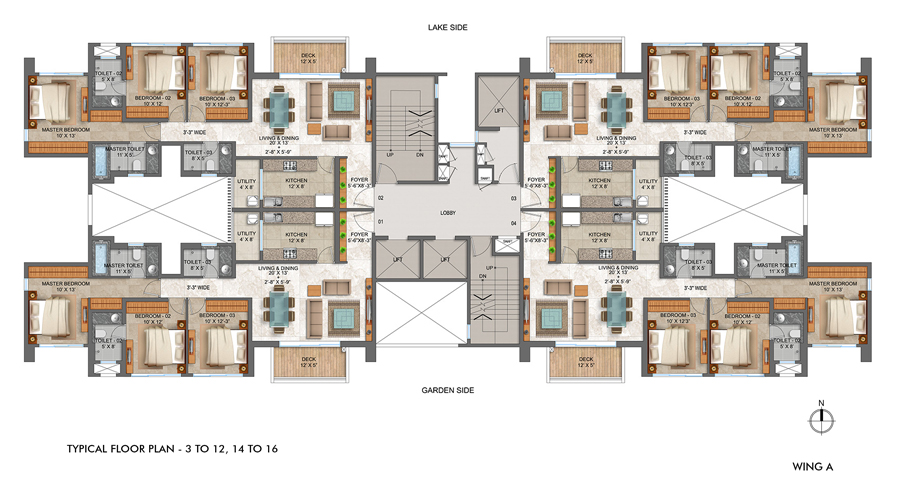 LAKE SIDE
DECK
12' X 5'
DECK
12' X 5'
TOILET - 02
5' X 8'
BEDROOM - 02
10' X 12'
BEDROOM - 03
10' X 12'-3"
BEDROOM - 03
10' X 12'3"
BEDROOM - 02
10' X 12'
TOILET - 02
5' X 8'
MASTER BEDROOM
10' X 13'
3'-3" WIDE
LIVING & DINING
20' X 13'
+
2'-8" X 5'-9"
LIFT
LIVING & DINING
20' X 13'
+
2'-8" X 5'-9"
3'-3" WIDE
MASTER BEDROOM
10' X 13'
MASTER TOILET
11' X 5'
TOILET - 03
8' X 5'
UP
DN
TOILET - 03
8' X 5'
MASTER TOILET
11' X 5'
UTILITY
4' X 8'
KITCHEN
12' X 8'
FOYER
5'-6"X8'-3"
FOYER
5'-6"X8'-3"
KITCHEN
12' X 8'
UTILITY
4' X 8'
02
03
LOBBY
01
04
UTILITY
4' X 8'
KITCHEN
12' X 8'
FOYER
5'-6"X8'-3"
FOYER
5'-6"X8'-3"
KITCHEN
12' X 8'
UTILITY
4' X 8'
MASTER TOILET
11' X 5'
TOILET - 03
8' X 5'
LIFT
LIFT
UP
DN
TOILET - 03
8' X 5'
MASTER TOILET
11' X 5'
MASTER BEDROOM
10' X 13'
3'-3" WIDE
LIVING & DINING
20' X 13'
+
2'-8" X 5'-9"
LIVING & DINING
20' X 13'
+
2'-8" X 5'-9"
3'-3" WIDE
MASTER BEDROOM
10' X 13'
TOILET - 02
5' X 8'
BEDROOM - 02
10' X 12'
BEDROOM - 03
10' X 12'-3"
BEDROOM - 03
10' X 12'3"
BEDROOM - 02
10' X 12'
TOILET - 02
5' X 8'
DECK
12' X 5'
DECK
12' X 5'
GARDEN SIDE
N
TYPICAL FLOOR PLAN - 3 TO 12, 14 TO 16
WING A